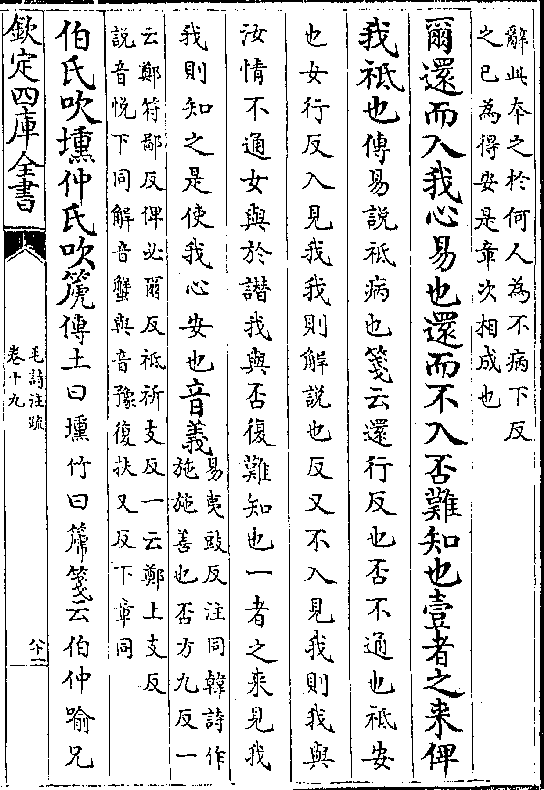 辭此本之於何人為不病下反
之已為得安是章次相成也
爾還而入我心易也還而不入否難知也壹者之來俾
我祇也傳易說祇病也箋云還行反也否不通也祇安
也女行反入見我我則解說也反又不入見我則我與
汝情不通女與於譖我與否復難知也一者之來見我
我則知之是使我心安也音義
易夷豉反注同韓詩作
施施善也否方九反一
云鄭符鄙反俾必爾反祇祈支反一云鄭上支反
說音悅下同解音蟹與音豫復扶又反下章同
伯氏吹壎仲氏吹篪傳土曰壎竹曰篪箋云伯仲喻兄
欽定四庫全書
毛詩注疏
卷十九